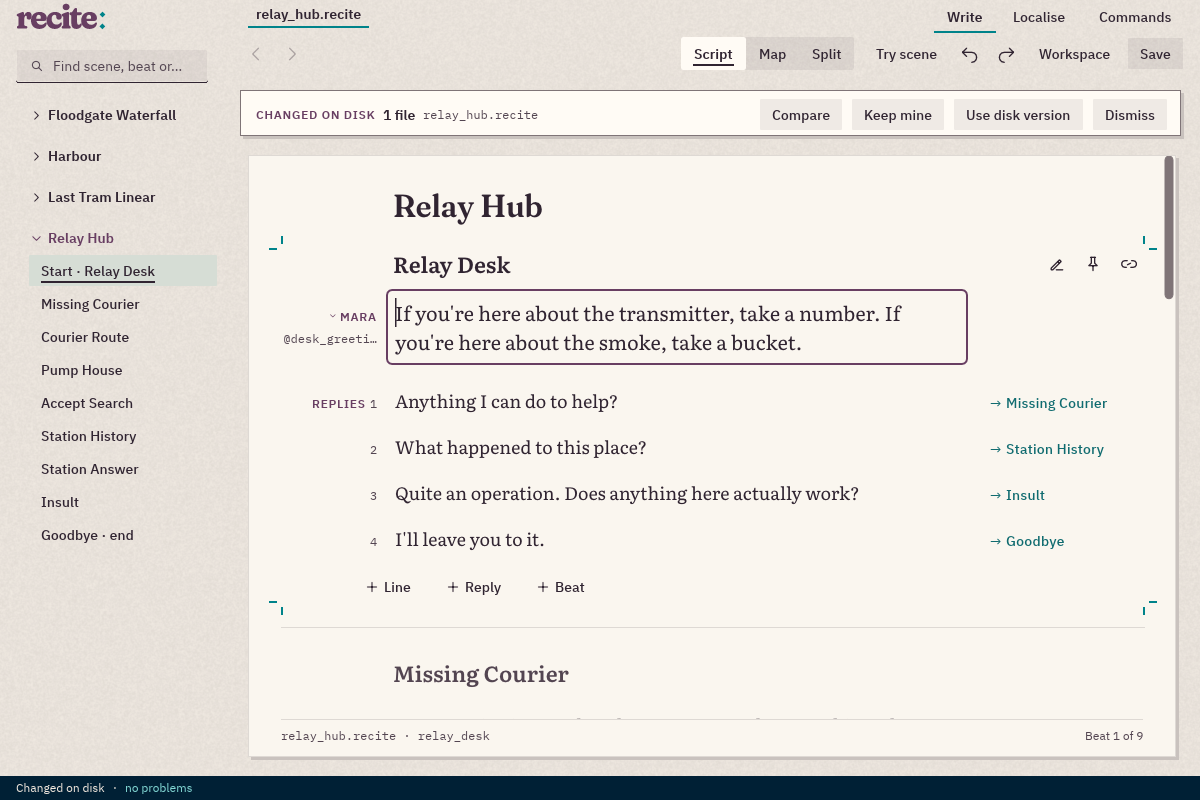 recite:
relay_hub.recite
Write
Localise
Commands
Find scene, beat or...
Script
Map
Split
Try scene
Workspace
Save
Floodgate Waterfall
Harbour
Last Tram Linear
Relay Hub
Start · Relay Desk
Missing Courier
Courier Route
Pump House
Accept Search
Station History
Station Answer
Insult
Goodbye · end
CHANGED ON DISK 1 file relay_hub.recite
Compare
Keep mine
Use disk version
Dismiss
Relay Hub
Relay Desk
MARA
@desk_greeti…
If you're here about the transmitter, take a number. If
you're here about the smoke, take a bucket.
REPLIES 1 Anything I can do to help? → Missing Courier
2 What happened to this place? → Station History
3 Quite an operation. Does anything here actually work? → Insult
4 I'll leave you to it. → Goodbye
+ Line + Reply + Beat
Missing Courier
relay_hub.recite · relay_desk
Beat 1 of 9
Changed on disk · no problems